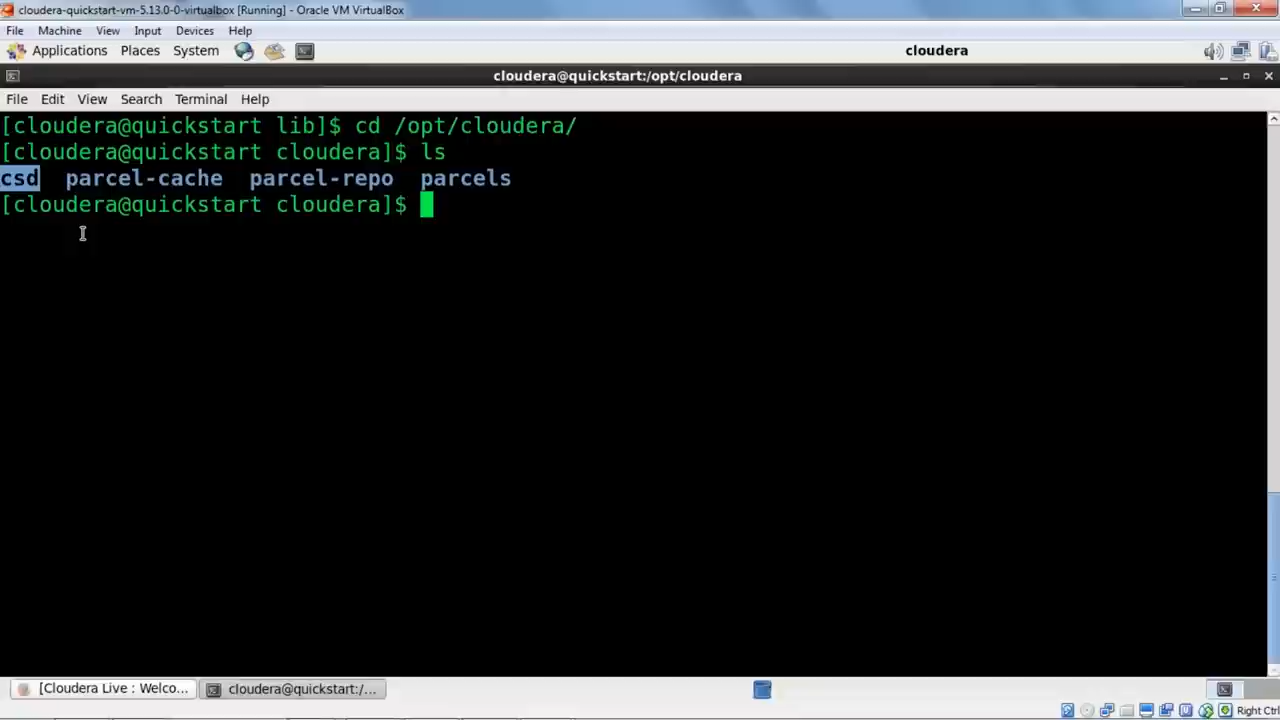 cloudera-quickstart-vm-5.13.0-0-virtualbox [Running] - Oracle VM VirtualBox
File Machine View Input Devices Help
Applications Places System cloudera
cloudera@quickstart:/opt/cloudera
File Edit View Search Terminal Help
[cloudera@quickstart lib]$ cd /opt/cloudera/
[cloudera@quickstart cloudera]$ ls
csd parcel-cache parcel-repo parcels
[cloudera@quickstart cloudera]$
[Cloudera Live : Welco... cloudera@quickstart:/...
Right Ctrl